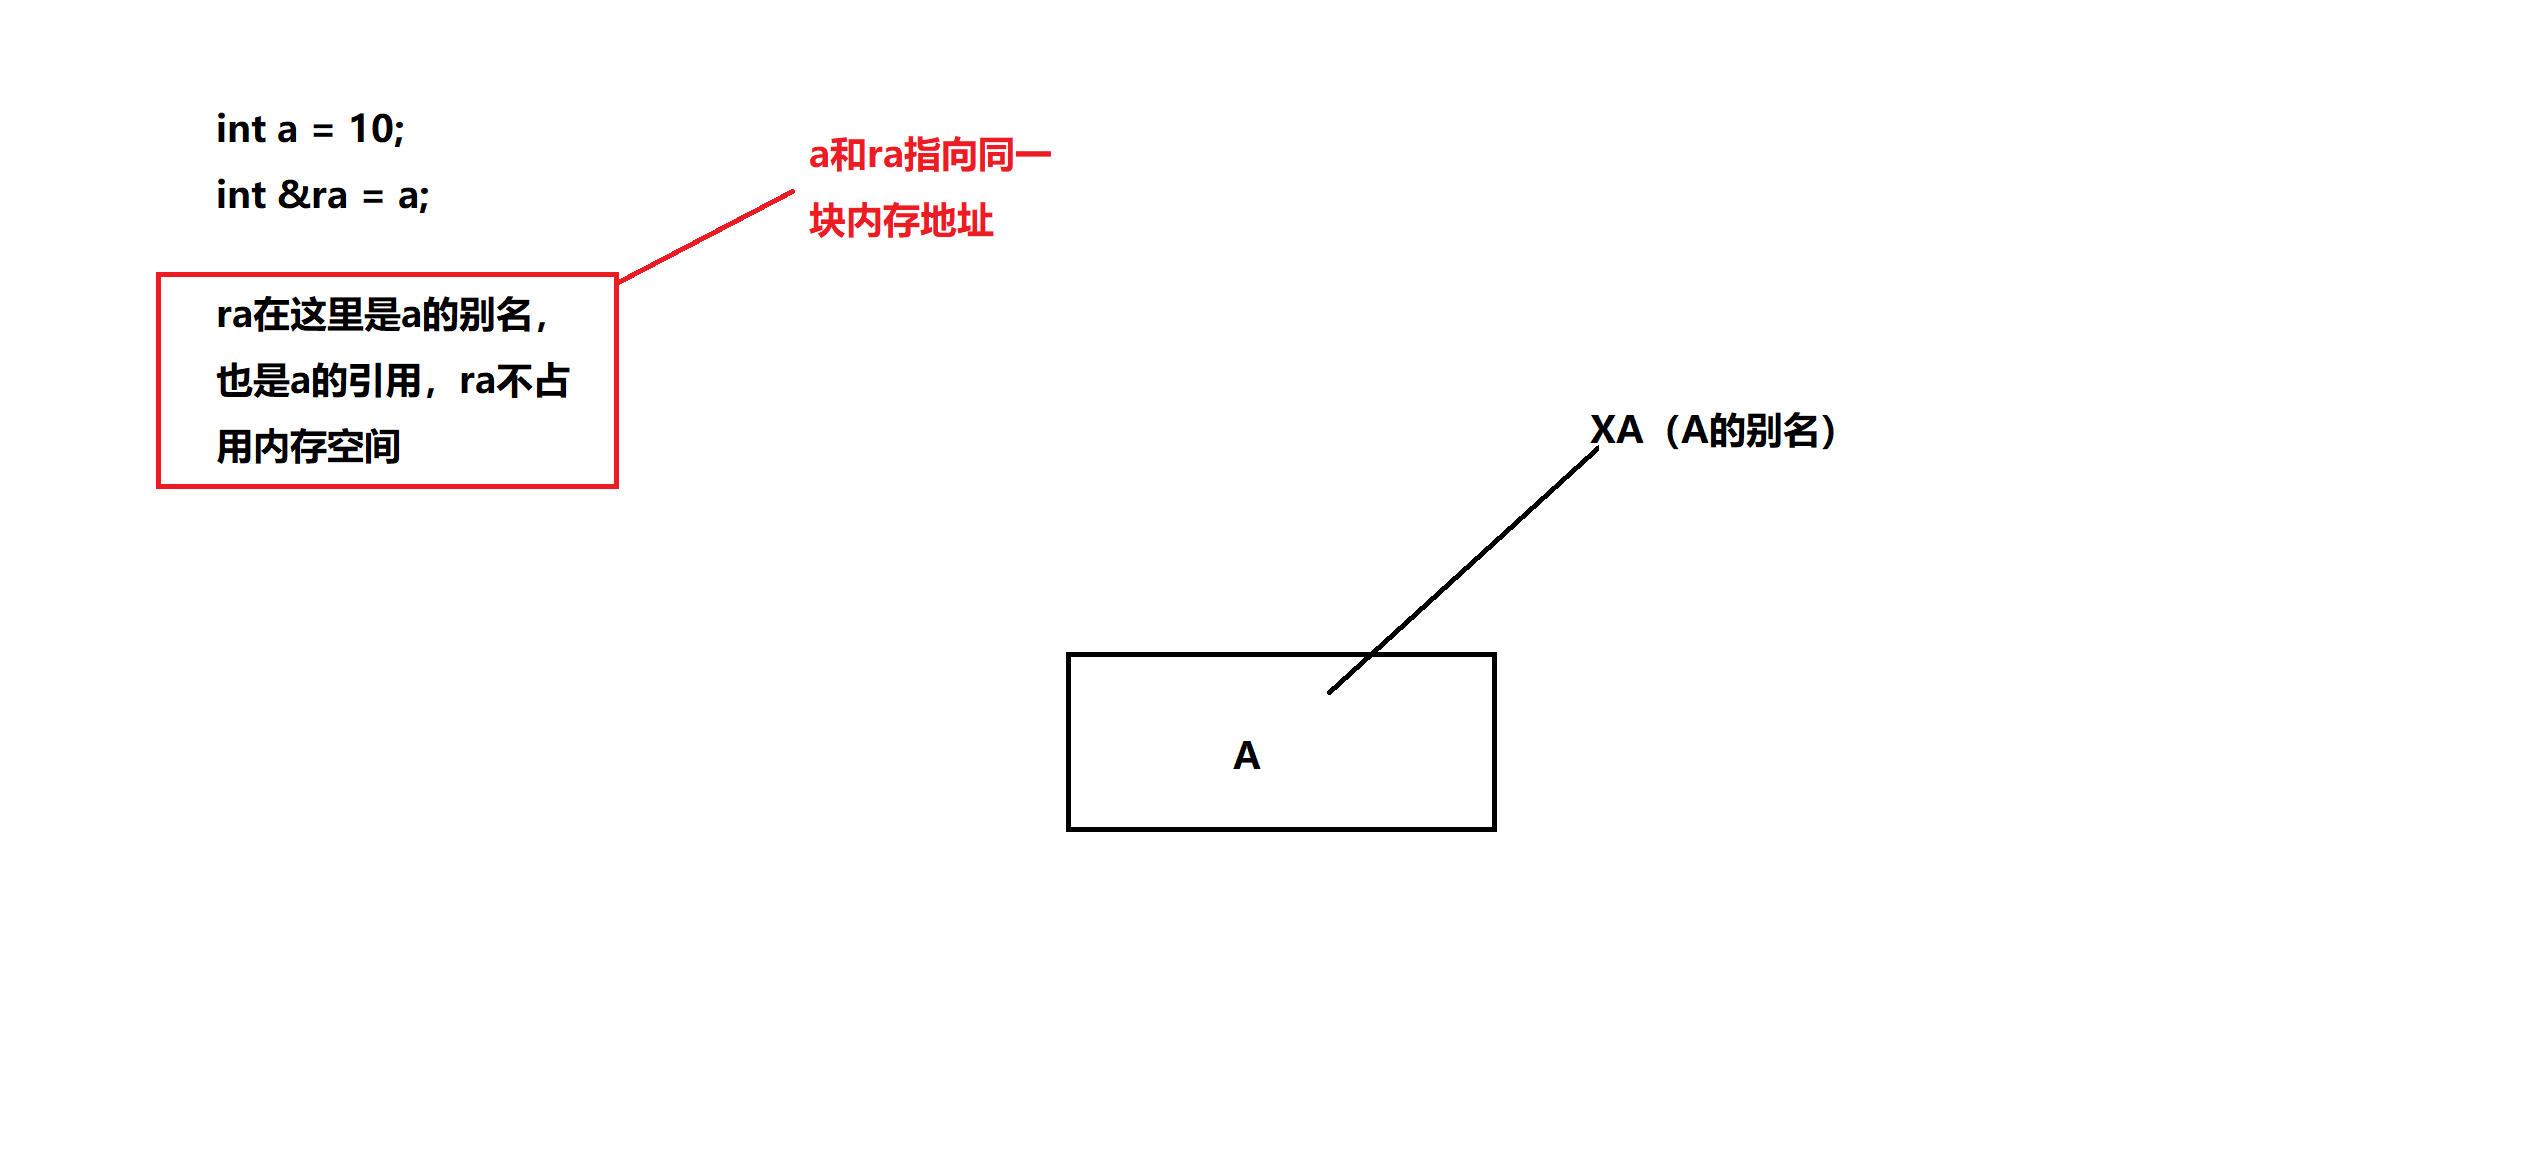 int a = 10;
int &ra = a;
ra在这里是a的别名，
也是a的引用，ra不占
用内存空间
a和ra指向同一
块内存地址
XA（A的别名）
A